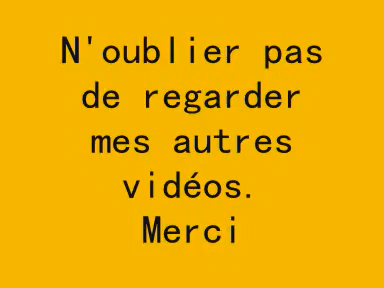 N'oublier pas
de regarder
mes autres
vidéos.
Merci